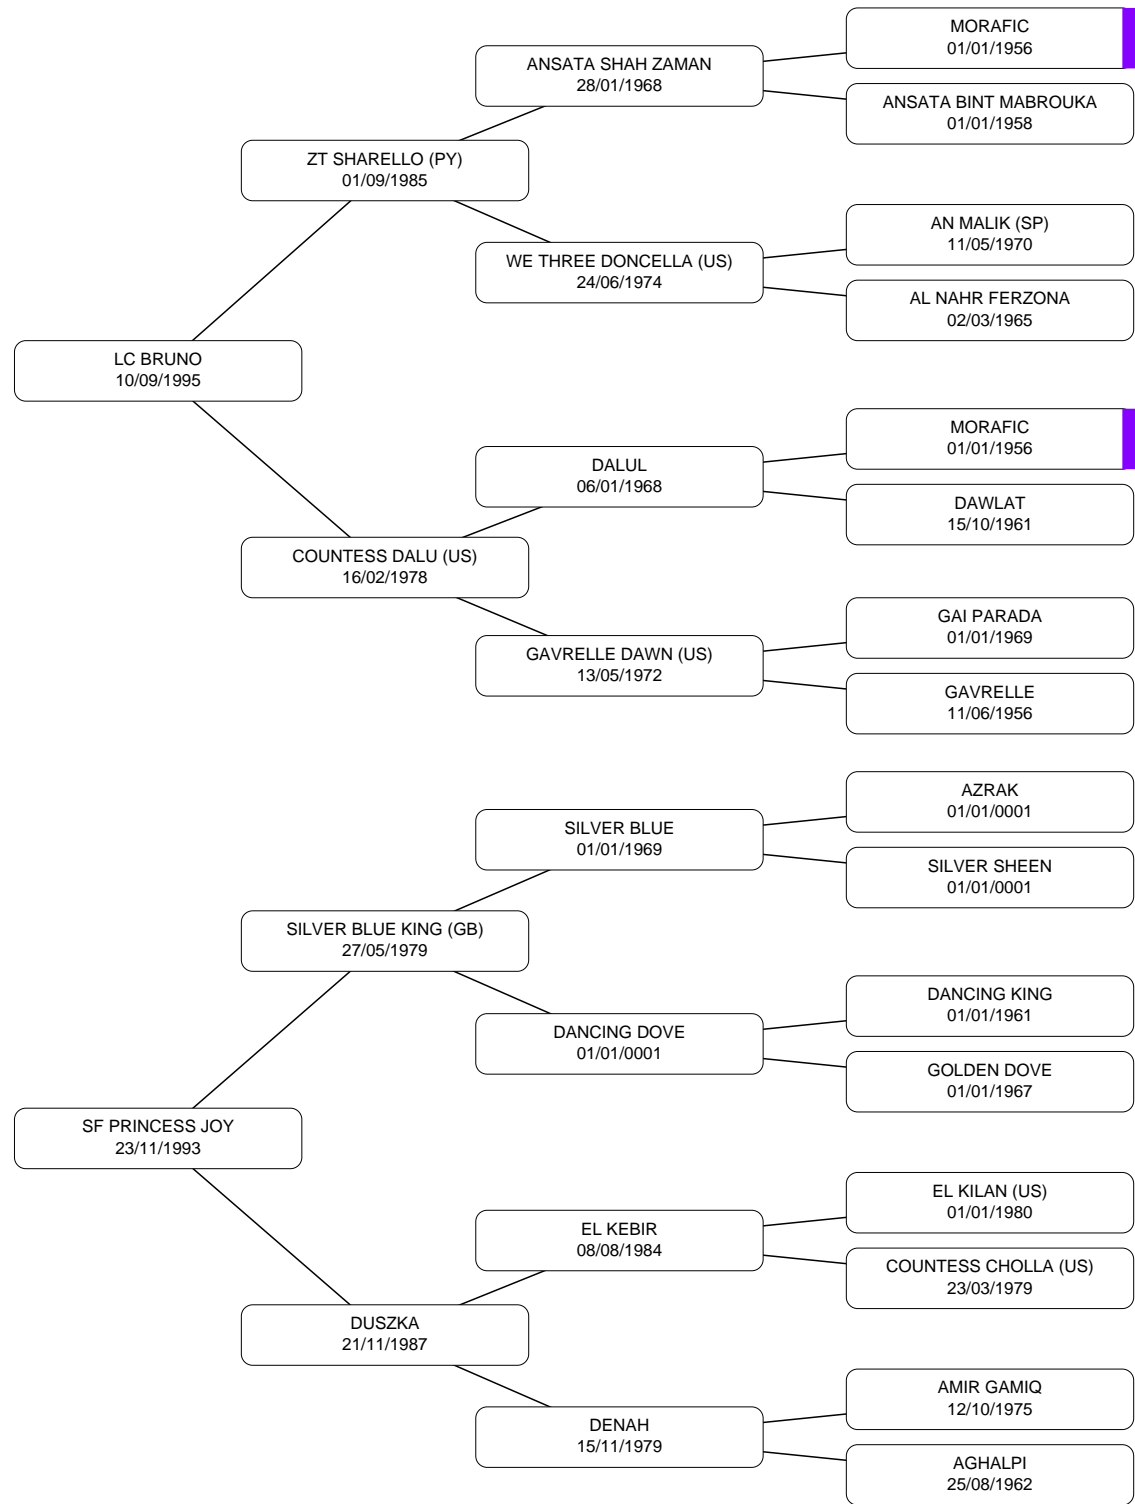 MORAFIC
01/01/1956
ANSATA SHAH ZAMAN
28/01/1968
ANSATA BINT MABROUKA
01/01/1958
ZT SHARELLO (PY)
01/09/1985
AN MALIK (SP)
11/05/1970
WE THREE DONCELLA (US)
24/06/1974
AL NAHR FERZONA
02/03/1965
LC BRUNO
10/09/1995
MORAFIC
01/01/1956
DALUL
06/01/1968
DAWLAT
15/10/1961
COUNTESS DALU (US)
16/02/1978
GAI PARADA
01/01/1969
GAVRELLE DAWN (US)
13/05/1972
GAVRELLE
11/06/1956
AZRAK
01/01/0001
SILVER BLUE
01/01/1969
SILVER SHEEN
01/01/0001
SILVER BLUE KING (GB)
27/05/1979
DANCING KING
01/01/1961
DANCING DOVE
01/01/0001
GOLDEN DOVE
01/01/1967
SF PRINCESS JOY
23/11/1993
EL KILAN (US)
01/01/1980
EL KEBIR
08/08/1984
COUNTESS CHOLLA (US)
23/03/1979
DUSZKA
21/11/1987
AMIR GAMIQ
12/10/1975
DENAH
15/11/1979
AGHALPI
25/08/1962